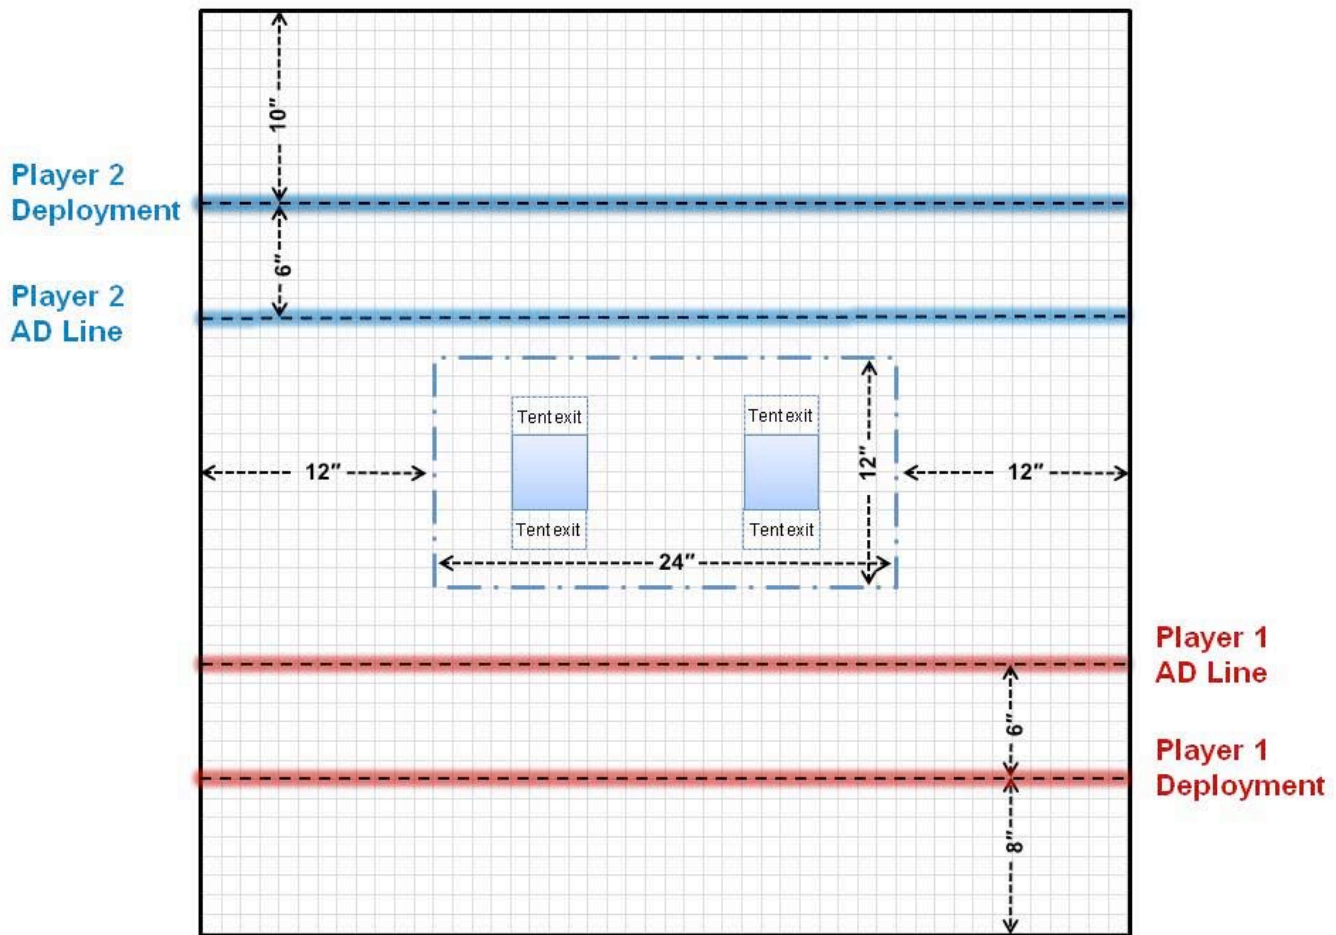 10"
Player 2
Deployment
6"
Player 2
AD Line
Tent exit
Tent exit
12"
12"
12"
Tent exit
Tent exit
24"
Player 1
AD Line
6"
Player 1
Deployment
8"